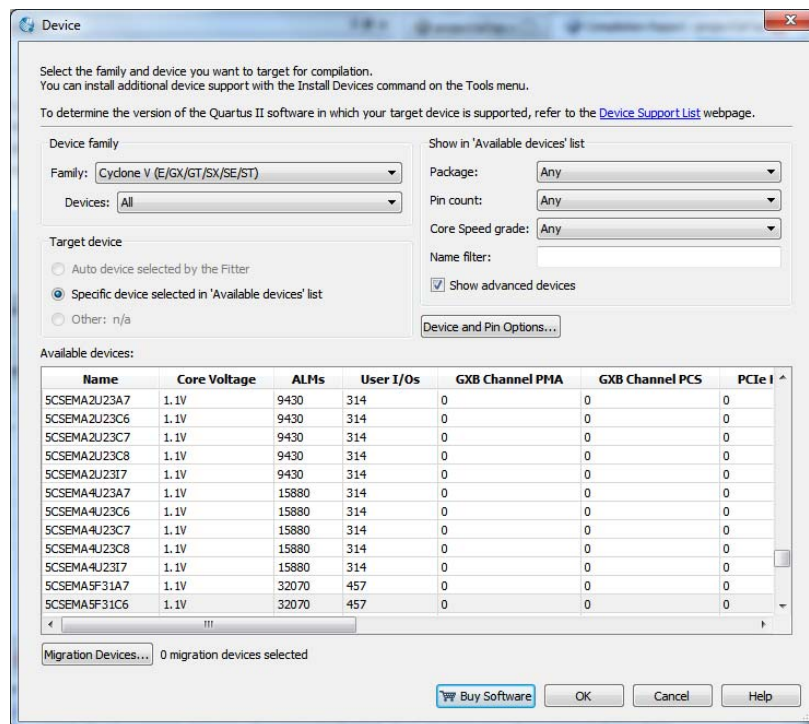 Device
Select the family and device you want to target for compilation.
You can install additional device support with the Install Devices command on the Tools menu.
To determine the version of the Quartus II software in which your target device is supported, refer to the Device Support List webpage.
Device family
Family: Cyclone V (E/GX/GT/SX/SE/ST)
Devices: All
Target device
Auto device selected by the Fitter
Specific device selected in 'Available devices' list
Other: n/a
Show in 'Available devices' list
Package: Any
Pin count: Any
Core Speed grade: Any
Name filter:
Show advanced devices
Device and Pin Options...
Available devices:
Name Core Voltage ALMs User I/Os GXB Channel PMA GXB Channel PCS PCIe
5CSEMA2U23A7 1.1V 9430 314 0 0 0
5CSEMA2U23C6 1.1V 9430 314 0 0 0
5CSEMA2U23C7 1.1V 9430 314 0 0 0
5CSEMA2U23C8 1.1V 9430 314 0 0 0
5CSEMA2U23I7 1.1V 9430 314 0 0 0
5CSEMA4U23A7 1.1V 15880 314 0 0 0
5CSEMA4U23C6 1.1V 15880 314 0 0 0
5CSEMA4U23C7 1.1V 15880 314 0 0 0
5CSEMA4U23C8 1.1V 15880 314 0 0 0
5CSEMA4U23I7 1.1V 15880 314 0 0 0
5CSEMA5F31A7 1.1V 32070 457 0 0 0
5CSEMA5F31C6 1.1V 32070 457 0 0 0
Migration Devices... 0 migration devices selected
Buy Software OK Cancel Help